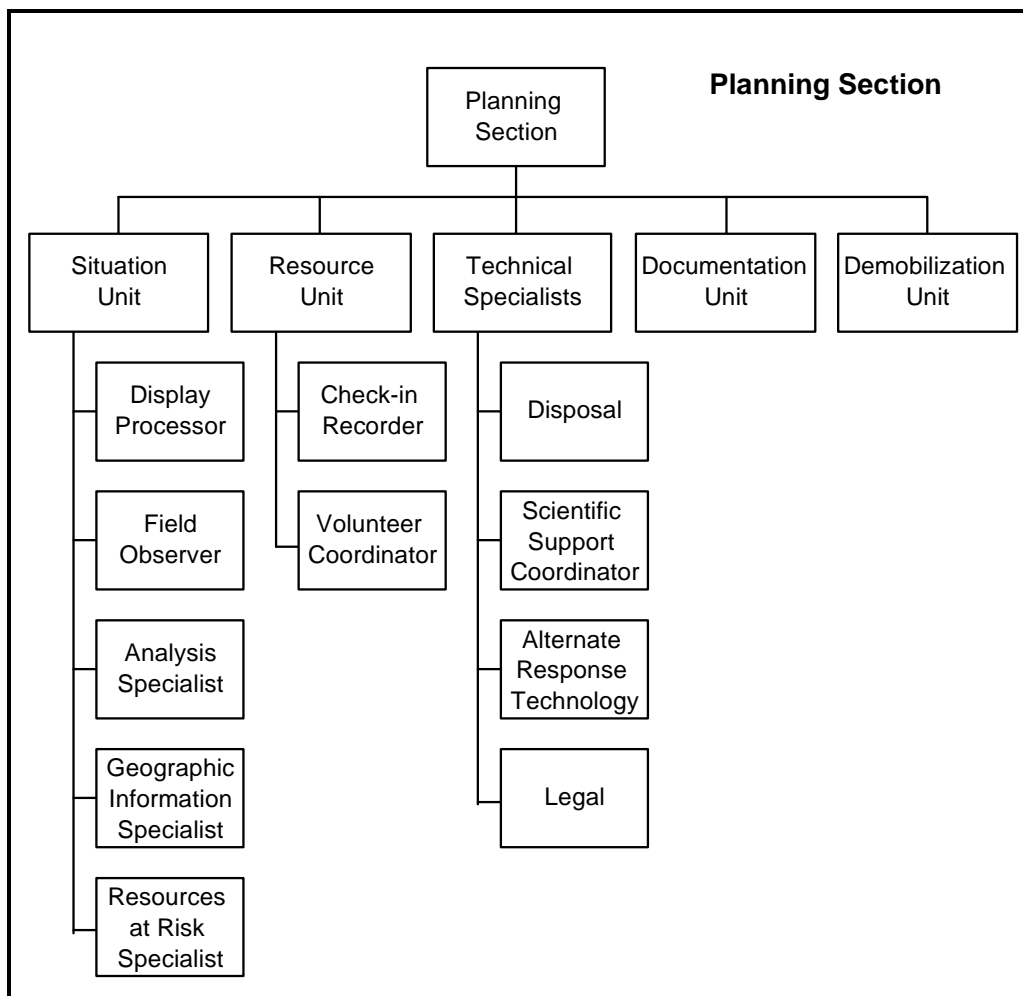 Planning Section
Planning
Section
Situation
Unit
Resource
Unit
Technical
Specialists
Documentation
Unit
Demobilization
Unit
Display
Processor
Field
Observer
Analysis
Specialist
Geographic
Information
Specialist
Resources
at Risk
Specialist
Check-in
Recorder
Volunteer
Coordinator
Disposal
Scientific
Support
Coordinator
Alternate
Response
Technology
Legal